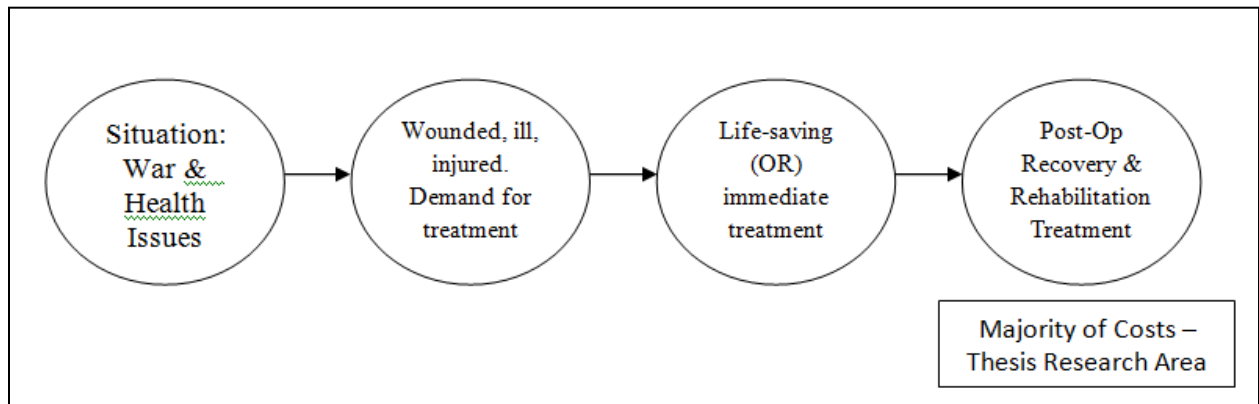 Situation:
War &
Health
Issues
Wounded, ill,
injured.
Demand for
treatment
Life-saving
(OR)
immediate
treatment
Post-Op
Recovery &
Rehabilitation
Treatment
Majority of Costs –
Thesis Research Area